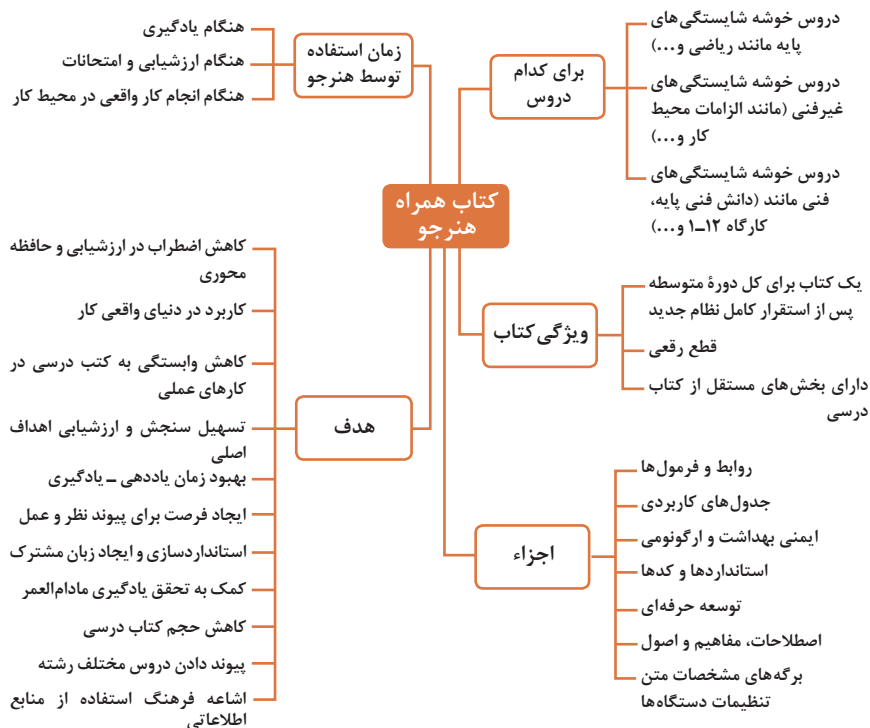 کتاب همراه
هنرجو
برای کدام
دروس
دروس خوشه شایستگی‌های
پایه مانند ریاضی و...)
دروس خوشه شایستگی‌های
غیرفنی (مانند الزامات محیط
کار و...)
دروس خوشه شایستگی‌های
فنی مانند (دانش فنی پایه،
کارگاه ۱۲ـ۱ و...)
ویژگی کتاب
یک کتاب برای کل دورهٔ متوسطه
پس از استقرار کامل نظام جدید
قطع رقعی
دارای بخش‌های مستقل از کتاب
درسی
اجزاء
روابط و فرمول‌ها
جدول‌های کاربردی
ایمنی بهداشت و ارگونومی
استانداردها و کدها
توسعه حرفه‌ای
اصطلاحات، مفاهیم و اصول
برگه‌های مشخصات متن
تنظیمات دستگاه‌ها
زمان استفاده
توسط هنرجو
هنگام یادگیری
هنگام ارزشیابی و امتحانات
هنگام انجام کار واقعی در محیط کار
هدف
کاهش اضطراب در ارزشیابی و حافظه
محوری
کاربرد در دنیای واقعی کار
کاهش وابستگی به کتب درسی در
کارهای عملی
تسهیل سنجش و ارزشیابی اهداف
اصلی
بهبود زمان یاددهی ـ یادگیری
ایجاد فرصت برای پیوند نظر و عمل
استانداردسازی و ایجاد زبان مشترک
کمک به تحقق یادگیری مادام‌العمر
کاهش حجم کتاب درسی
پیوند دادن دروس مختلف رشته
اشاعه فرهنگ استفاده از منابع
اطلاعاتی